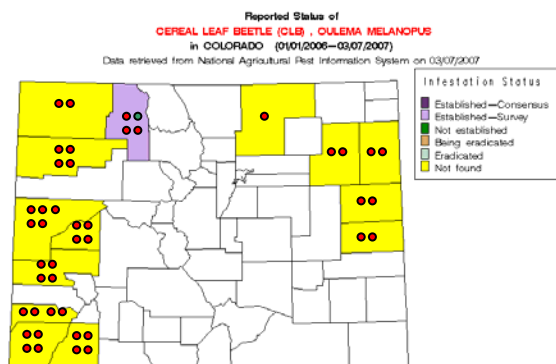 Reported Status of
CEREAL LEAF BEETLE (CLB) , OULEMA MELANOPUS
in COLORADO (01/01/2006—03/07/2007)
Data retrieved from National Agricultural Pest Information System on 03/07/2007
Infestation Status
Established—Consensus
Established—Survey
Not established
Being eradicated
Eradicated
Not found